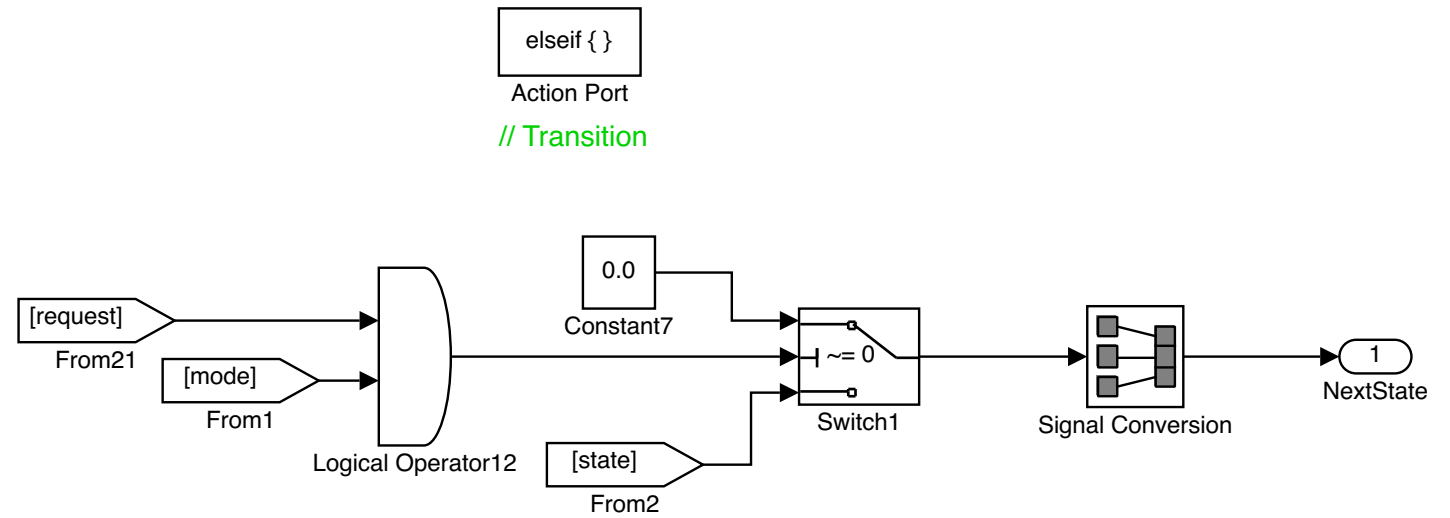 elseif { }
Action Port
// Transition
0.0
Constant7
[request]
From21
[mode]
From1
Logical Operator12
[state]
From2
~= 0
Switch1
Signal Conversion
1
NextState